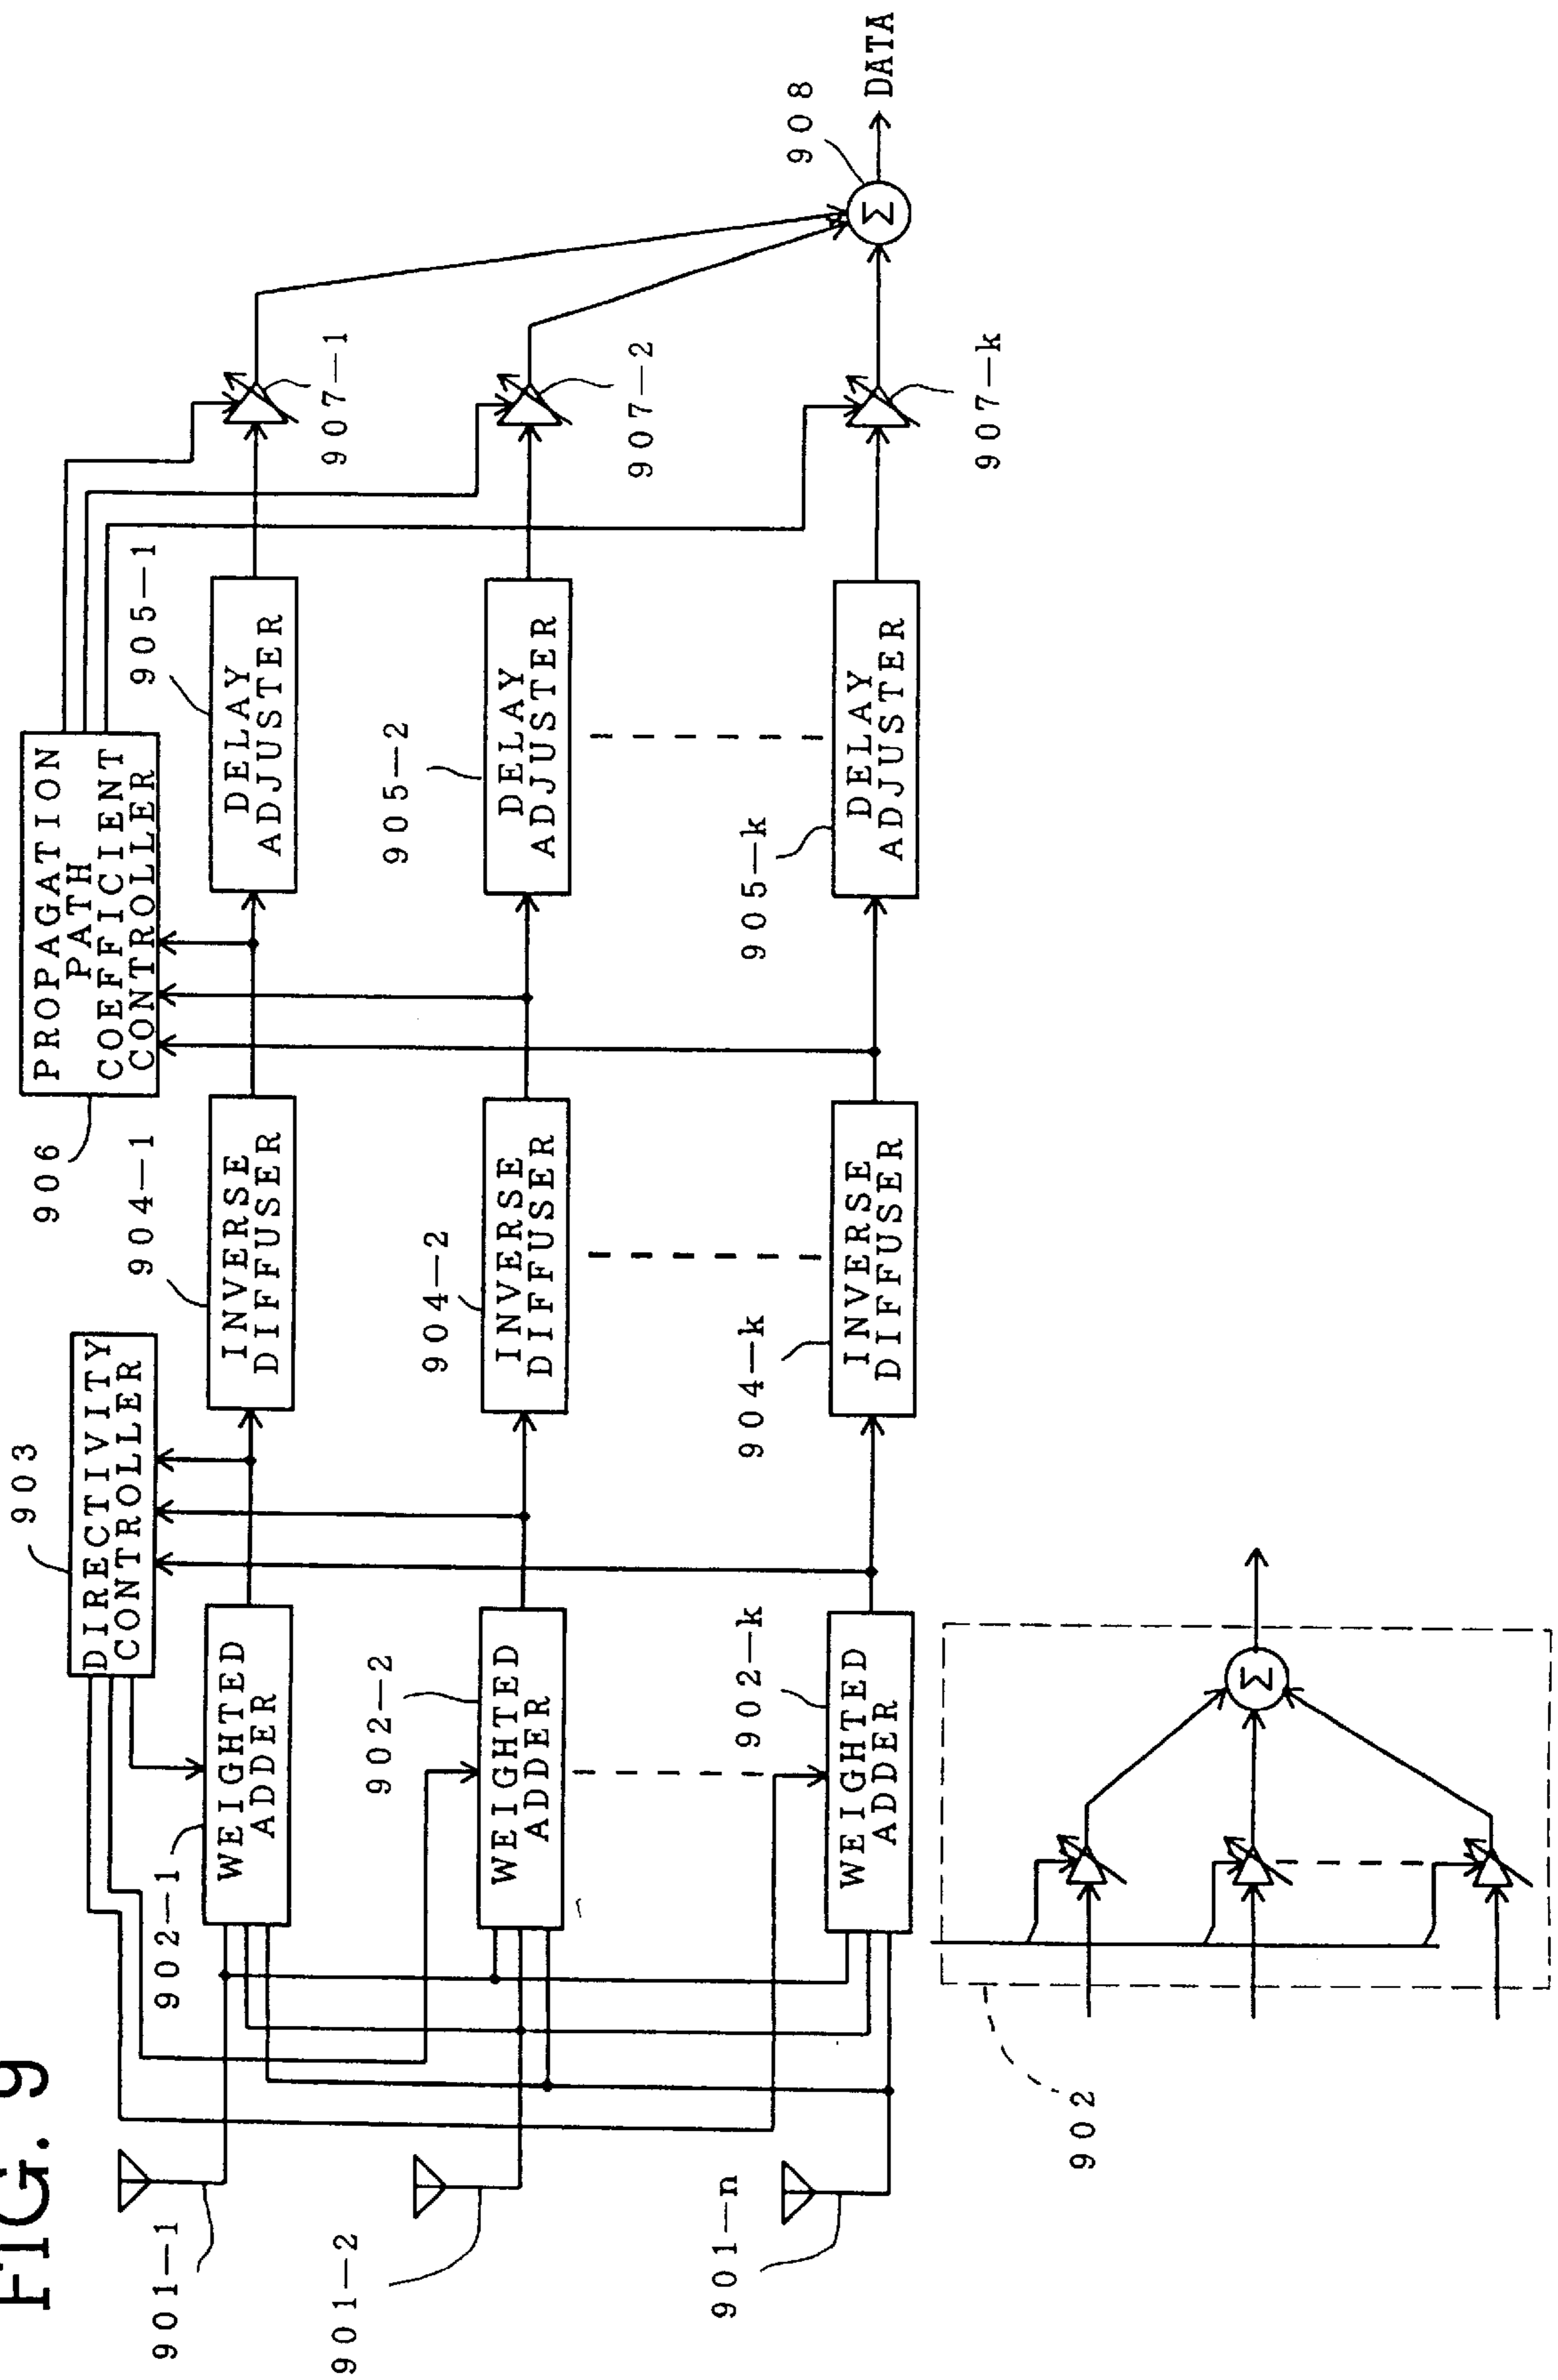 FIG. 9
903
DIRECTIVITY
CONTROLLER
906
PROPAGATION
PATH
COEFFICIENT
CONTROLLER
901-1
902-1
WEIGHTED
ADDER
904-1
INVERSE
DIFFUSER
905-1
DELAY
ADJUSTER
907-1
901-2
902-2
WEIGHTED
ADDER
904-2
INVERSE
DIFFUSER
905-2
DELAY
ADJUSTER
907-2
901-n
902-k
WEIGHTED
ADDER
904-k
INVERSE
DIFFUSER
905-k
DELAY
ADJUSTER
907-k
908
Σ
DATA
902
Σ